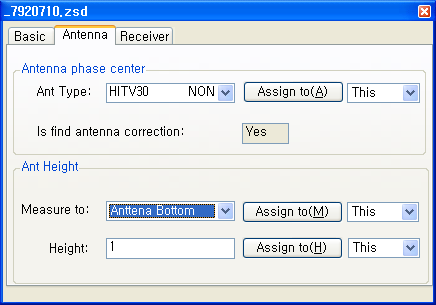 _7920710.zsd
Basic Antenna Receiver
Antenna phase center
Ant Type: HITV30 NON Assign to(A) This
Is find antenna correction: Yes
Ant Height
Measure to: Anttena Bottom Assign to(M) This
Height: 1 Assign to(H) This